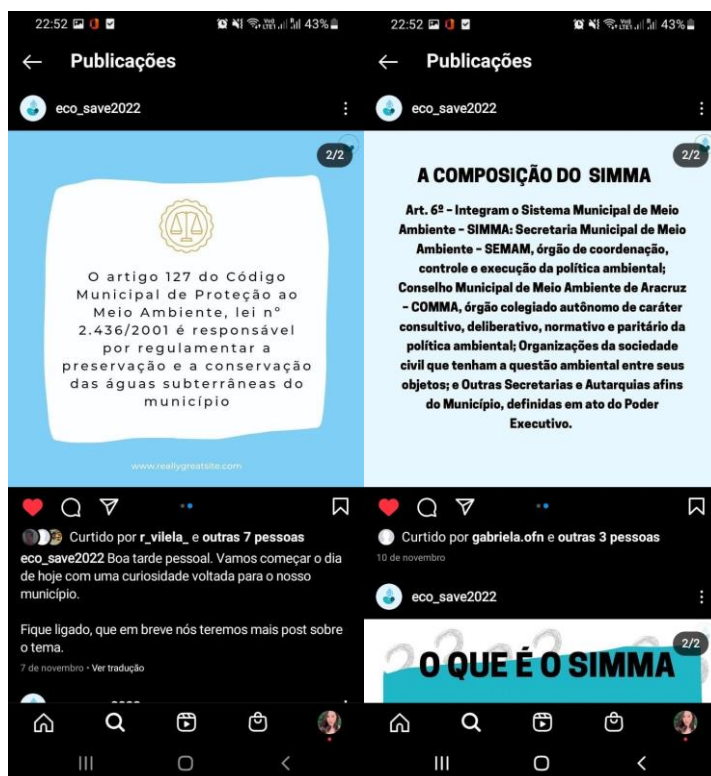 22:52
43%
Publicações
eco_save2022
2/2
O artigo 127 do Código
Municipal de Proteção ao
Meio Ambiente, lei nº
2.436/2001 é responsável
por regulamentar a
preservação e a conservação
das águas subterrâneas do
município
www.reallygreatsite.com
Curtido por r_vilela_ e outras 7 pessoas
eco_save2022 Boa tarde pessoal. Vamos começar o dia
de hoje com uma curiosidade voltada para o nosso
município.
Fique ligado, que em breve nós teremos mais post sobre
o tema.
7 de novembro · Ver tradução
22:52
43%
Publicações
eco_save2022
2/2
A COMPOSIÇÃO DO SIMMA
Art. 6º – Integram o Sistema Municipal de Meio
Ambiente – SIMMA: Secretaria Municipal de Meio
Ambiente – SEMAM, órgão de coordenação,
controle e execução da política ambiental;
Conselho Municipal de Meio Ambiente de Aracruz
– COMMA, órgão colegiado autônomo de caráter
consultivo, deliberativo, normativo e paritário da
política ambiental; Organizações da sociedade
civil que tenham a questão ambiental entre seus
objetos; e Outras Secretarias e Autarquias afins
do Município, definidas em ato do Poder
Executivo.
Curtido por gabriela.ofn e outras 3 pessoas
10 de novembro
eco_save2022
2/2
O QUE É O SIMMA